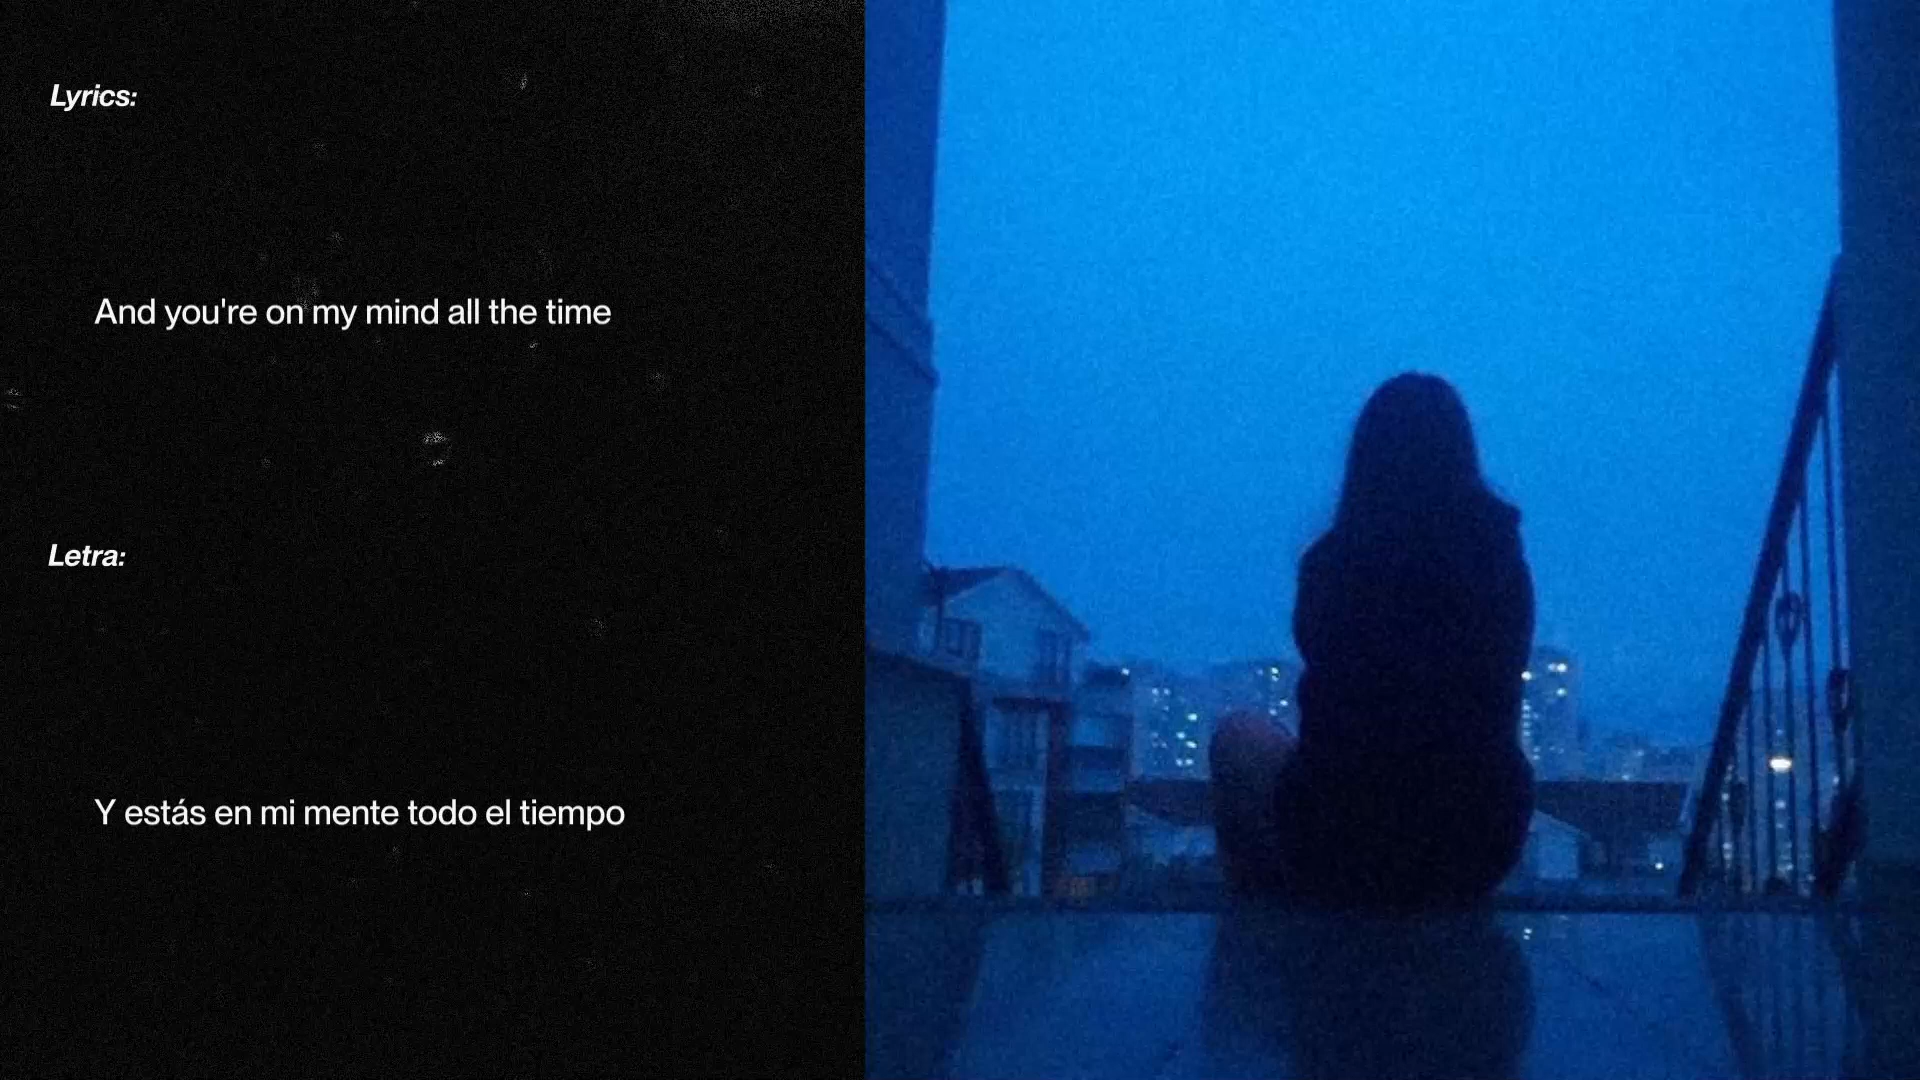 Lyrics:
And you're on my mind all the time
Letra:
Y estás en mi mente todo el tiempo